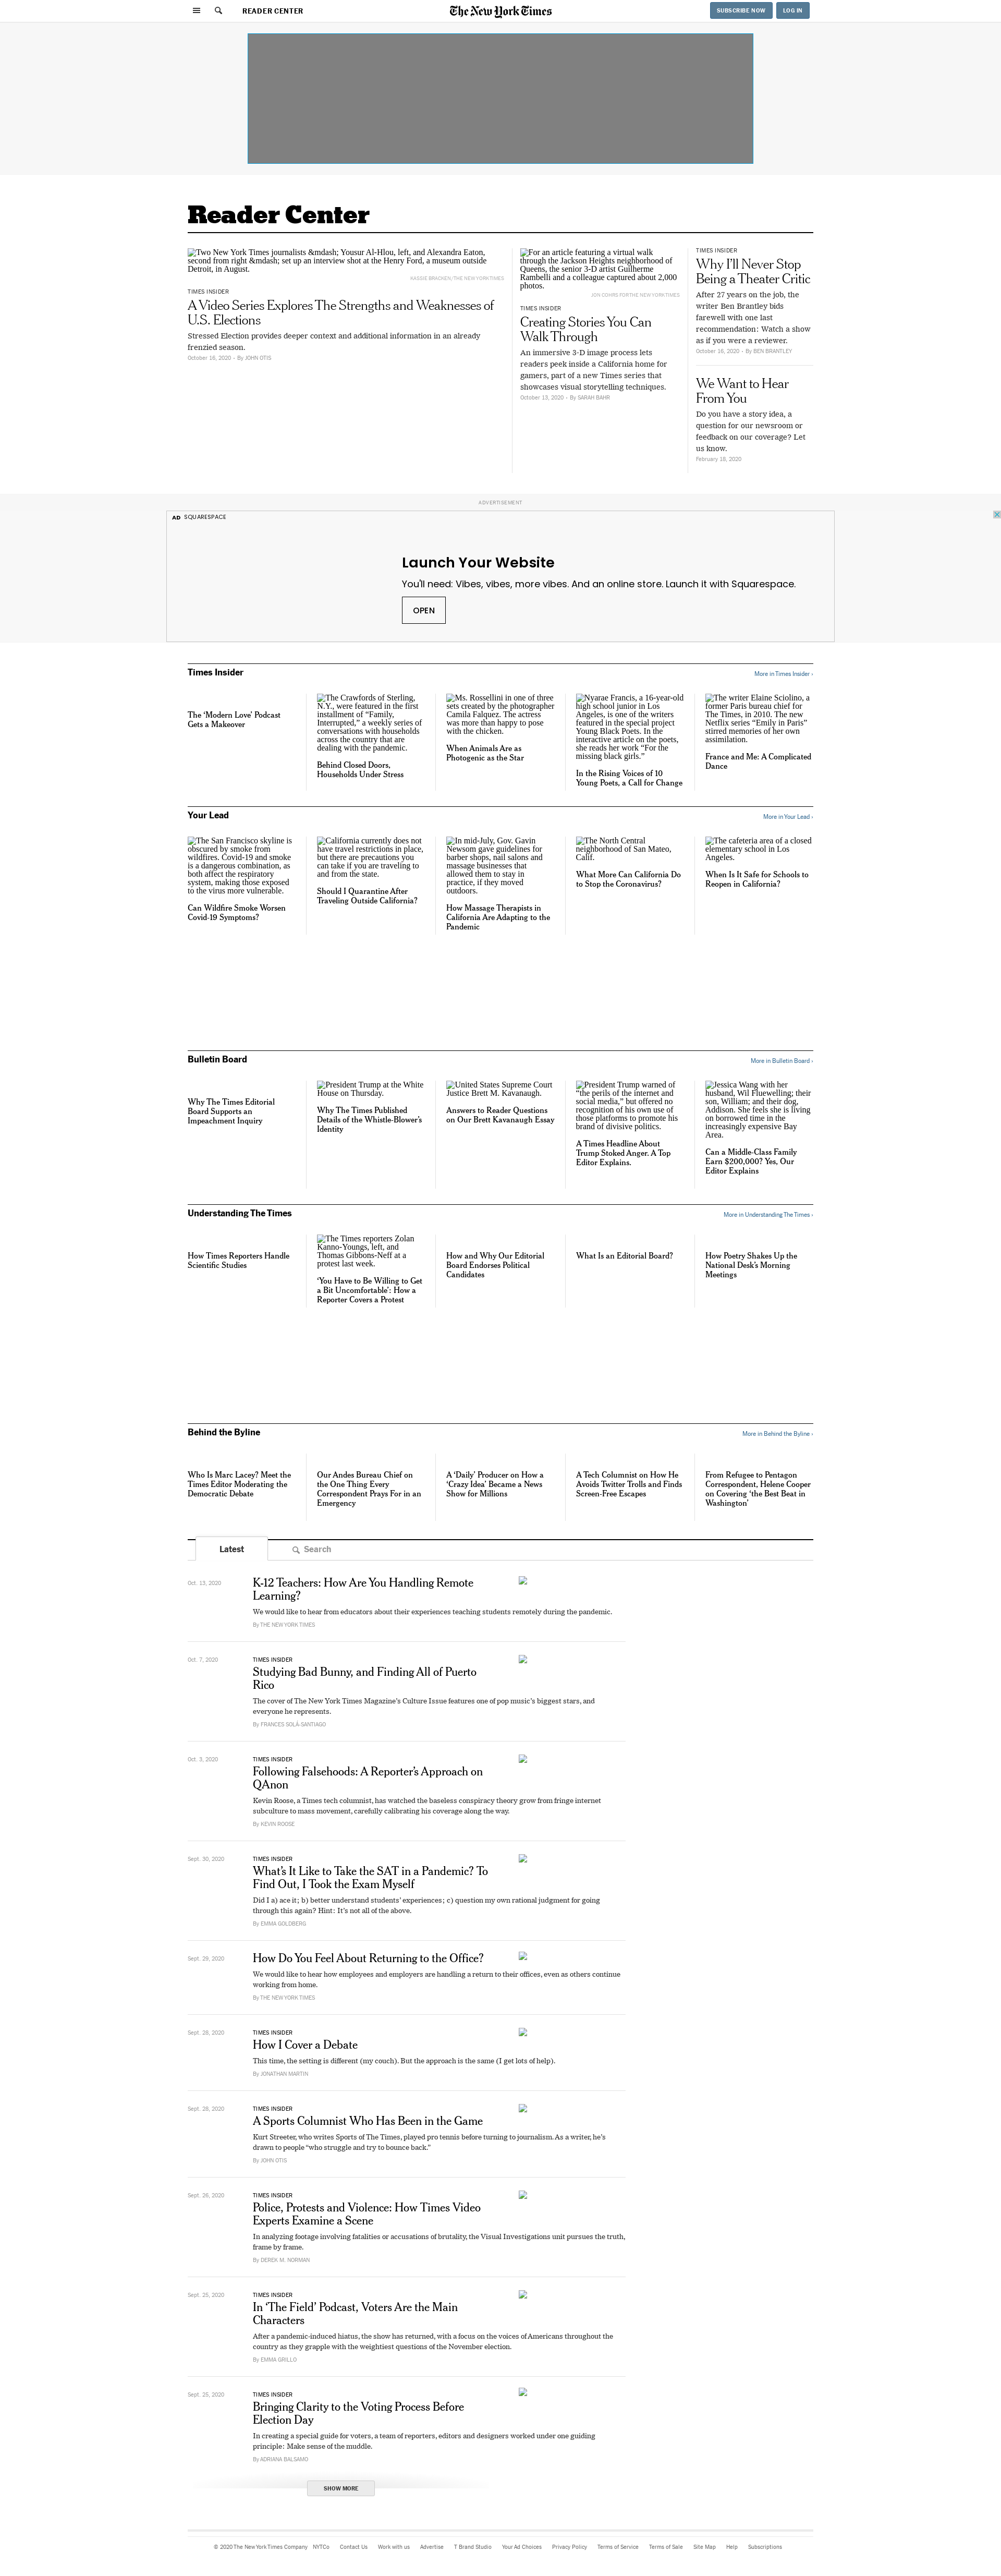 READER CENTER
The New York Times
SUBSCRIBE NOW
LOG IN
Reader Center
Two New York Times journalists &mdash; Yousur Al-Hlou, left, and Alexandra Eaton,
second from right &mdash; set up an interview shot at the Henry Ford, a museum outside
Detroit, in August.
KASSIE BRACKEN/THE NEW YORK TIMES
TIMES INSIDER
A Video Series Explores The Strengths and Weaknesses of
U.S. Elections
Stressed Election provides deeper context and additional information in an already
frenzied season.
October 16, 2020 - By JOHN OTIS
For an article featuring a virtual walk
through the Jackson Heights neighborhood of
Queens, the senior 3-D artist Guilherme
Rambelli and a colleague captured about 2,000
photos.
JON COHRS FOR THE NEW YORK TIMES
TIMES INSIDER
Creating Stories You Can
Walk Through
An immersive 3-D image process lets
readers peek inside a California home for
gamers, part of a new Times series that
showcases visual storytelling techniques.
October 13, 2020 - By SARAH BAHR
TIMES INSIDER
Why I'll Never Stop
Being a Theater Critic
After 27 years on the job, the
writer Ben Brantley bids
farewell with one last
recommendation: Watch a show
as if you were a reviewer.
October 16, 2020 - By BEN BRANTLEY
We Want to Hear
From You
Do you have a story idea, a
question for our newsroom or
feedback on our coverage? Let
us know.
February 18, 2020
ADVERTISEMENT
AD SQUARESPACE
Launch Your Website
You'll need: Vibes, vibes, more vibes. And an online store. Launch it with Squarespace.
OPEN
Times Insider
More in Times Insider ›
The ‘Modern Love’ Podcast
Gets a Makeover
The Crawfords of Sterling,
N.Y., were featured in the first
installment of “Family,
Interrupted,” a weekly series of
conversations with households
across the country that are
dealing with the pandemic.
Behind Closed Doors,
Households Under Stress
Ms. Rossellini in one of three
sets created by the photographer
Camila Falquez. The actress
was more than happy to pose
with the chicken.
When Animals Are as
Photogenic as the Star
Nyarae Francis, a 16-year-old
high school junior in Los
Angeles, is one of the writers
featured in the special project
Young Black Poets. In the
interactive article on the poets,
she reads her work “For the
missing black girls.”
In the Rising Voices of 10
Young Poets, a Call for Change
The writer Elaine Sciolino, a
former Paris bureau chief for
The Times, in 2010. The new
Netflix series “Emily in Paris”
stirred memories of her own
assimilation.
France and Me: A Complicated
Dance
Your Lead
More in Your Lead ›
The San Francisco skyline is
obscured by smoke from
wildfires. Covid-19 and smoke
is a dangerous combination, as
both affect the respiratory
system, making those exposed
to the virus more vulnerable.
Can Wildfire Smoke Worsen
Covid-19 Symptoms?
California currently does not
have travel restrictions in place,
but there are precautions you
can take if you are traveling to
and from the state.
Should I Quarantine After
Traveling Outside California?
In mid-July, Gov. Gavin
Newsom gave guidelines for
barber shops, nail salons and
massage businesses that
allowed them to stay in
practice, if they moved
outdoors.
How Massage Therapists in
California Are Adapting to the
Pandemic
The North Central
neighborhood of San Mateo,
Calif.
What More Can California Do
to Stop the Coronavirus?
The cafeteria area of a closed
elementary school in Los
Angeles.
When Is It Safe for Schools to
Reopen in California?
Bulletin Board
More in Bulletin Board ›
Why The Times Editorial
Board Supports an
Impeachment Inquiry
President Trump at the White
House on Thursday.
Why The Times Published
Details of the Whistle-Blower’s
Identity
United States Supreme Court
Justice Brett M. Kavanaugh.
Answers to Reader Questions
on Our Brett Kavanaugh Essay
President Trump warned of
“the perils of the internet and
social media,” but offered no
recognition of his own use of
those platforms to promote his
brand of divisive politics.
A Times Headline About
Trump Stoked Anger. A Top
Editor Explains.
Jessica Wang with her
husband, Wil Fluewelling; their
son, William; and their dog,
Addison. She feels she is living
on borrowed time in the
increasingly expensive Bay
Area.
Can a Middle-Class Family
Earn $200,000? Yes, Our
Editor Explains
Understanding The Times
More in Understanding The Times ›
How Times Reporters Handle
Scientific Studies
The Times reporters Zolan
Kanno-Youngs, left, and
Thomas Gibbons-Neff at a
protest last week.
‘You Have to Be Willing to Get
a Bit Uncomfortable’: How a
Reporter Covers a Protest
How and Why Our Editorial
Board Endorses Political
Candidates
What Is an Editorial Board?
How Poetry Shakes Up the
National Desk’s Morning
Meetings
Behind the Byline
More in Behind the Byline ›
Who Is Marc Lacey? Meet the
Times Editor Moderating the
Democratic Debate
Our Andes Bureau Chief on
the One Thing Every
Correspondent Prays For in an
Emergency
A ‘Daily’ Producer on How a
‘Crazy Idea’ Became a News
Show for Millions
A Tech Columnist on How He
Avoids Twitter Trolls and Finds
Screen-Free Escapes
From Refugee to Pentagon
Correspondent, Helene Cooper
on Covering ‘the Best Beat in
Washington’
Latest
Search
Oct. 13, 2020
K-12 Teachers: How Are You Handling Remote
Learning?
We would like to hear from educators about their experiences teaching students remotely during the pandemic.
By THE NEW YORK TIMES
Oct. 7, 2020
TIMES INSIDER
Studying Bad Bunny, and Finding All of Puerto
Rico
The cover of The New York Times Magazine’s Culture Issue features one of pop music’s biggest stars, and
everyone he represents.
By FRANCES SOLÁ-SANTIAGO
Oct. 3, 2020
TIMES INSIDER
Following Falsehoods: A Reporter’s Approach on
QAnon
Kevin Roose, a Times tech columnist, has watched the baseless conspiracy theory grow from fringe internet
subculture to mass movement, carefully calibrating his coverage along the way.
By KEVIN ROOSE
Sept. 30, 2020
TIMES INSIDER
What’s It Like to Take the SAT in a Pandemic? To
Find Out, I Took the Exam Myself
Did I a) ace it; b) better understand students’ experiences; c) question my own rational judgment for going
through this again? Hint: It’s not all of the above.
By EMMA GOLDBERG
Sept. 29, 2020
How Do You Feel About Returning to the Office?
We would like to hear how employees and employers are handling a return to their offices, even as others continue
working from home.
By THE NEW YORK TIMES
Sept. 28, 2020
TIMES INSIDER
How I Cover a Debate
This time, the setting is different (my couch). But the approach is the same (I get lots of help).
By JONATHAN MARTIN
Sept. 28, 2020
TIMES INSIDER
A Sports Columnist Who Has Been in the Game
Kurt Streeter, who writes Sports of The Times, played pro tennis before turning to journalism. As a writer, he’s
drawn to people “who struggle and try to bounce back.”
By JOHN OTIS
Sept. 26, 2020
TIMES INSIDER
Police, Protests and Violence: How Times Video
Experts Examine a Scene
In analyzing footage involving fatalities or accusations of brutality, the Visual Investigations unit pursues the truth,
frame by frame.
By DEREK M. NORMAN
Sept. 25, 2020
TIMES INSIDER
In ‘The Field’ Podcast, Voters Are the Main
Characters
After a pandemic-induced hiatus, the show has returned, with a focus on the voices of Americans throughout the
country as they grapple with the weightiest questions of the November election.
By EMMA GRILLO
Sept. 25, 2020
TIMES INSIDER
Bringing Clarity to the Voting Process Before
Election Day
In creating a special guide for voters, a team of reporters, editors and designers worked under one guiding
principle: Make sense of the muddle.
By ADRIANA BALSAMO
SHOW MORE
© 2020 The New York Times Company NYTCo Contact Us Work with us Advertise T Brand Studio Your Ad Choices Privacy Policy Terms of Service Terms of Sale Site Map Help Subscriptions